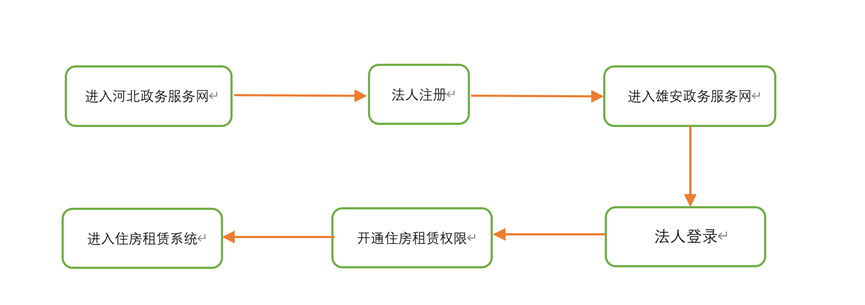 进入河北政务服务网
法人注册
进入雄安政务服务网
法人登录
开通住房租赁权限
进入住房租赁系统